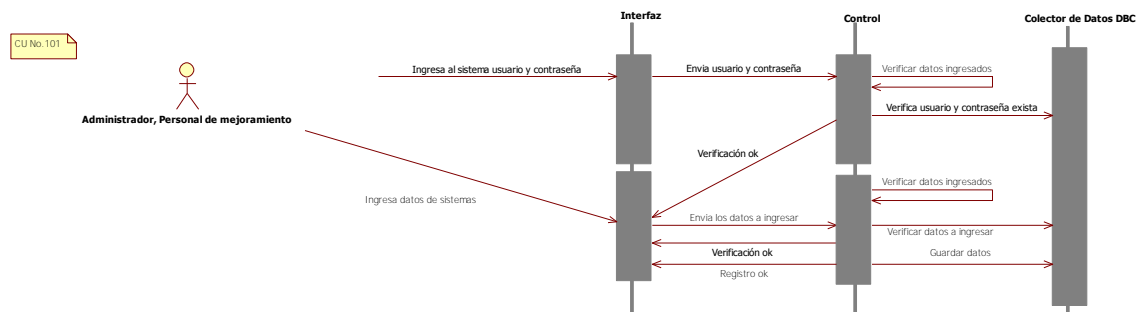 Interfaz
Control
Colector de Datos DBC
CU No.101
Ingresa al sistema usuario y contraseña
Envia usuario y contraseña
Verificar datos ingresados
Verifica usuario y contraseña exista
Administrador, Personal de mejoramiento
Verificación ok
Verificar datos ingresados
Ingresa datos de sistemas
Envia los datos a ingresar
Verificar datos a ingresar
Verificación ok
Guardar datos
Registro ok